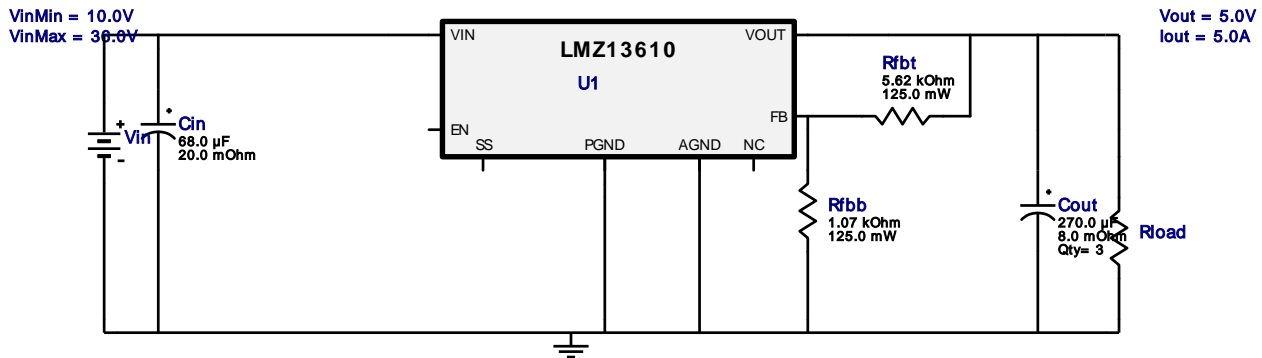 VinMin = 10.0V
VinMax = 36.0V
Vout = 5.0V
Iout = 5.0A
VIN
VOUT
LMZ13610
U1
Rfbt
5.62 kOhm
125.0 mW
FB
EN
SS
PGND
AGND
NC
+
Vin
-
Cin
68.0 µF
20.0 mOhm
Rfbb
1.07 kOhm
125.0 mW
Cout
270.0 µF
8.0 mOhm
Qty= 3
Rload